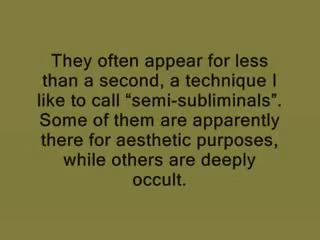 They often appear for less
than a second, a technique I
like to call “semi-subliminals”.
Some of them are apparently
there for aesthetic purposes,
while others are deeply
occult.